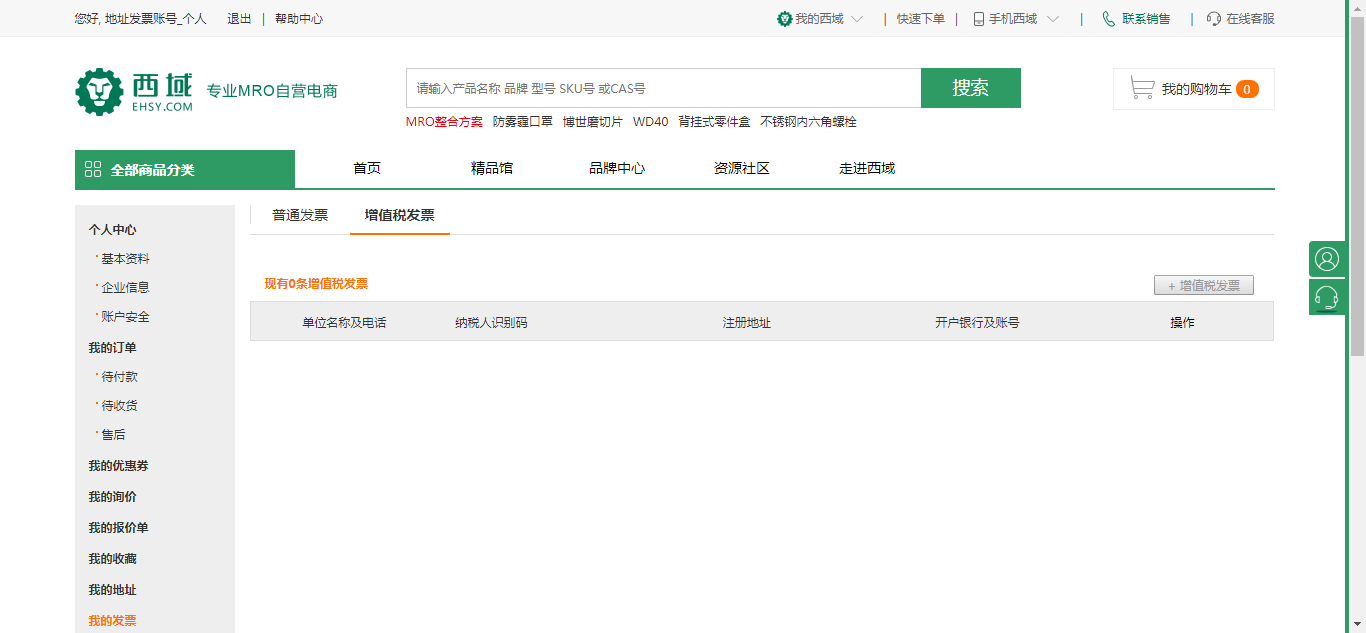 您好, 地址发票账号_个人 退出 | 帮助中心 我的西域 | 快速下单 | 手机西域 | 联系销售 | 在线客服
西域 EHSY.COM 专业MRO自营电商
请输入产品名称 品牌 型号 SKU号 或CAS号 搜索 我的购物车 0
MRO整合方案 防雾霾口罩 博世磨切片 WD40 背挂式零件盒 不锈钢内六角螺栓
全部商品分类 首页 精品馆 品牌中心 资源社区 走进西域
普通发票 增值税发票
个人中心
基本资料
企业信息
账户安全
我的订单
待付款
待收货
售后
我的优惠券
我的询价
我的报价单
我的收藏
我的地址
我的发票
现有0条增值税发票 + 增值税发票
单位名称及电话 纳税人识别码 注册地址 开户银行及账号 操作